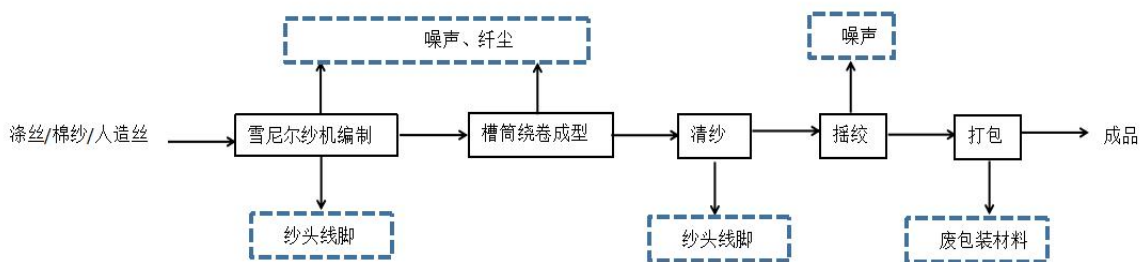 噪声、纤尘
噪声
涤丝/棉纱/人造丝
雪尼尔纱机编制
槽筒绕卷成型
清纱
摇绞
打包
成品
纱头线脚
纱头线脚
废包装材料